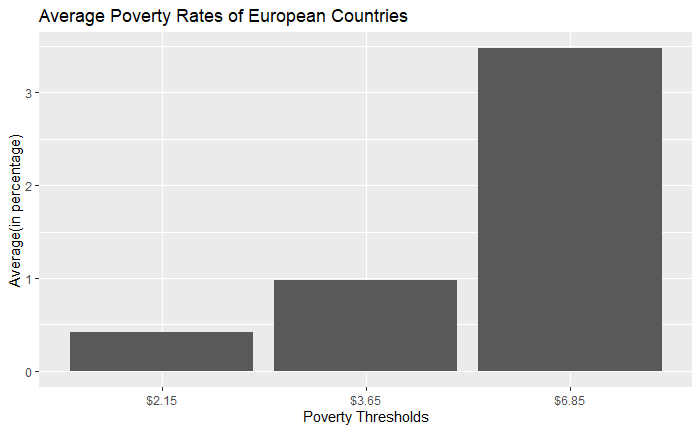 Average Poverty Rates of European Countries
Average(in percentage)
3
2
1
0
$2.15
$3.65
$6.85
Poverty Thresholds